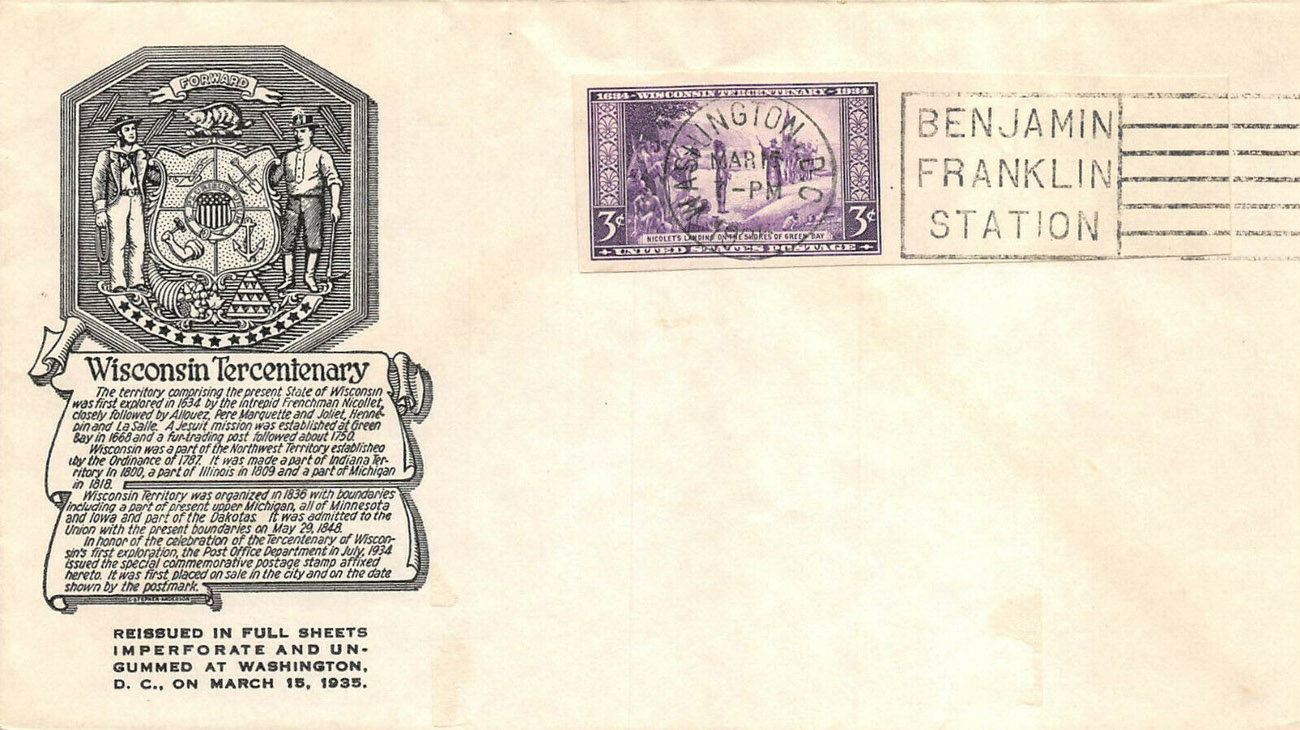 FORWARD
Wisconsin Tercentenary
The territory comprising the present State of Wisconsin
was first explored in 1634 by the intrepid Frenchman Nicollet,
closely followed by Allouez, Pere Marquette and Joliet, Henne-
pin and La Salle. A Jesuit mission was established at Green
Bay in 1668 and a fur-trading post followed about 1750.
Wisconsin was a part of the Northwest Territory established
by the Ordinance of 1787. It was made a part of Indiana Ter-
ritory in 1800, a part of Illinois in 1809 and a part of Michigan
in 1818.
Wisconsin Territory was organized in 1836 with boundaries
including a part of present upper Michigan, all of Minnesota
and Iowa and part of the Dakotas. It was admitted to the
Union with the present boundaries on May 29, 1848.
In honor of the celebration of the Tercentenary of Wiscon-
sin's first exploration, the Post Office Department in July, 1934
issued the special commemorative postage stamp affixed
hereto. It was first placed on sale in the city and on the date
shown by the postmark.
C. STEPHEN ANDERSON
REISSUED IN FULL SHEETS
IMPERFORATE AND UN-
GUMMED AT WASHINGTON,
D. C., ON MARCH 15, 1935.
1634-WISCONSIN TERCENTENARY-1934
WASHINGTON, D.C.
MAR 15
-PM
3¢ 3¢
NICOLET'S LANDING ON THE SHORES OF GREEN BAY
UNITED STATES POSTAGE
BENJAMIN
FRANKLIN
STATION